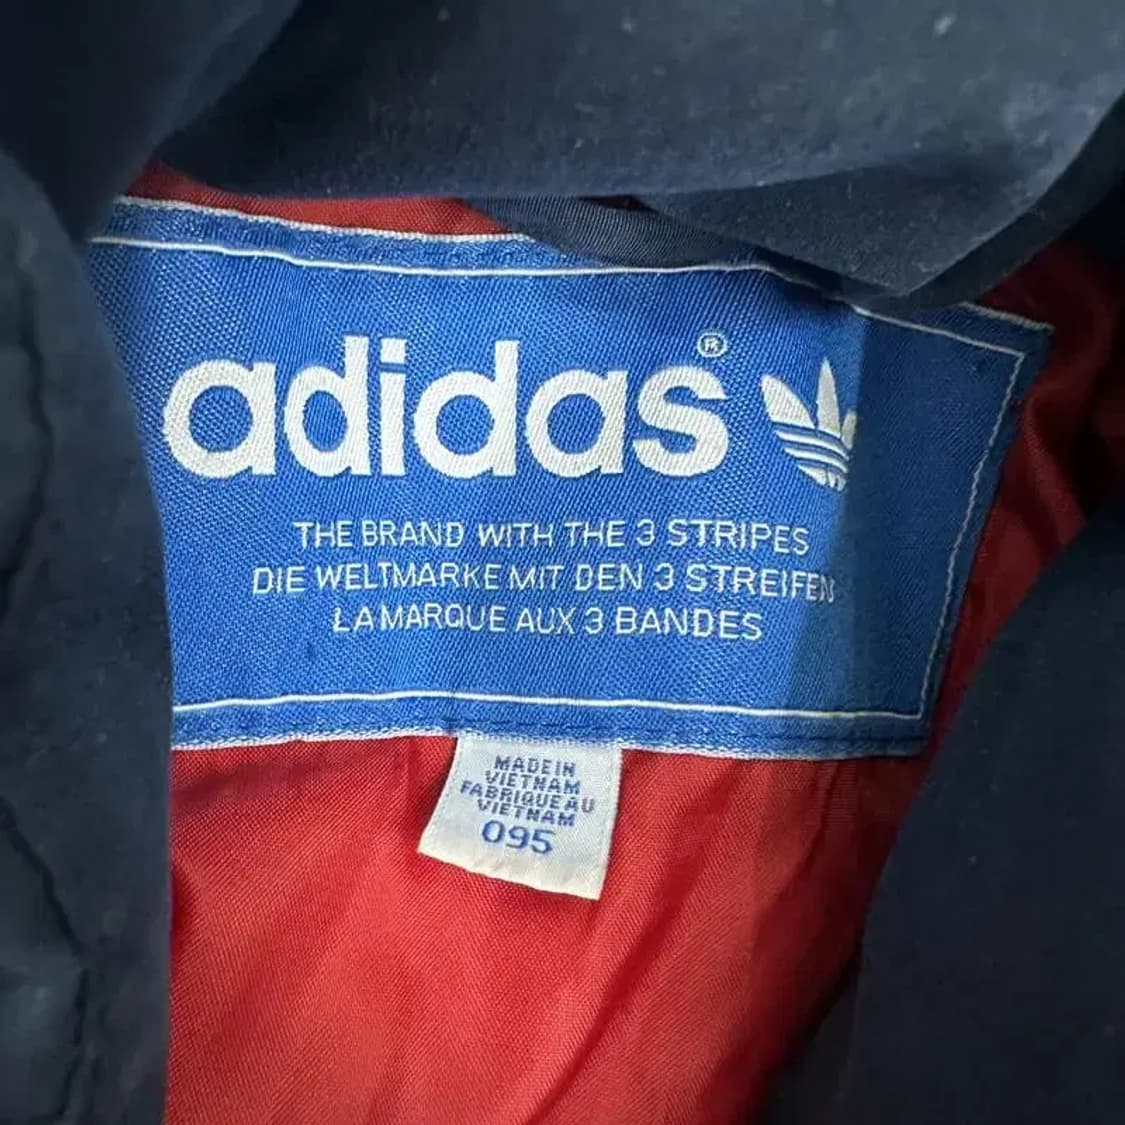 adidas®
THE BRAND WITH THE 3 STRIPES
DIE WELTMARKE MIT DEN 3 STREIFEN
LA MARQUE AUX 3 BANDES
MADE IN
VIETNAM
FABRIQUE AU
VIETNAM
095